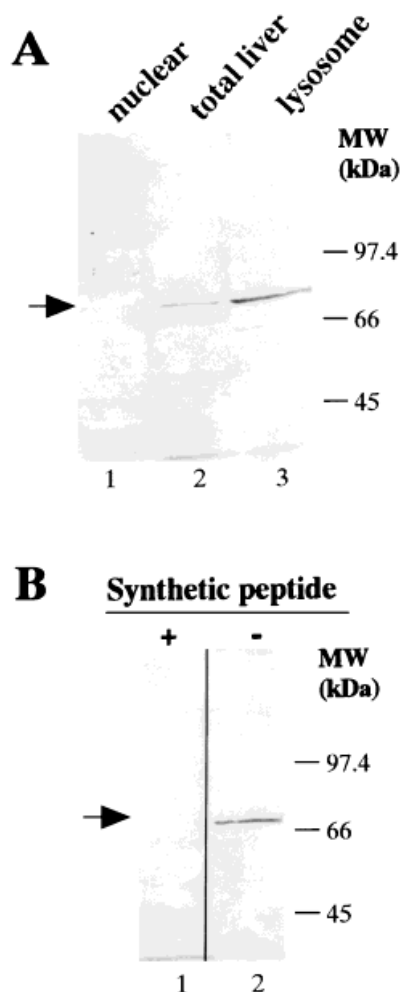 A
nuclear
total liver
lysosome
MW
(kDa)
97.4
66
45
1 2 3
B
Synthetic peptide
+ -
MW
(kDa)
97.4
66
45
1 2